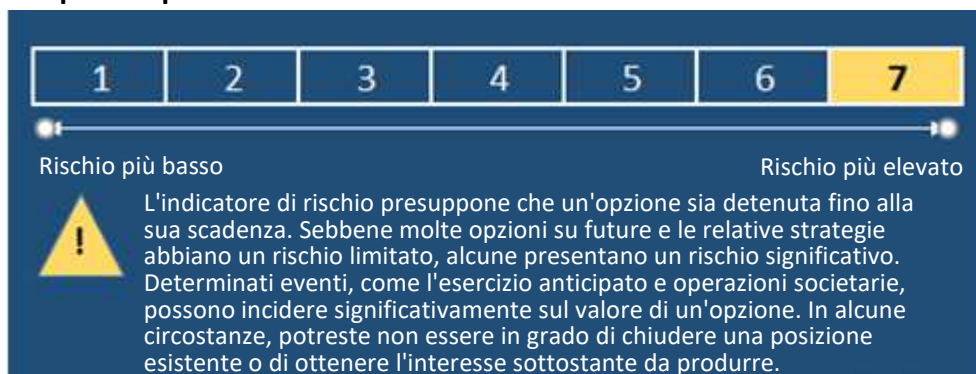 1 2 3 4 5 6 7
Rischio più basso Rischio più elevato
!
L'indicatore di rischio presuppone che un'opzione sia detenuta fino alla
sua scadenza. Sebbene molte opzioni su future e le relative strategie
abbiano un rischio limitato, alcune presentano un rischio significativo.
Determinati eventi, come l'esercizio anticipato e operazioni societarie,
possono incidere significativamente sul valore di un'opzione. In alcune
circostanze, potreste non essere in grado di chiudere una posizione
esistente o di ottenere l'interesse sottostante da produrre.